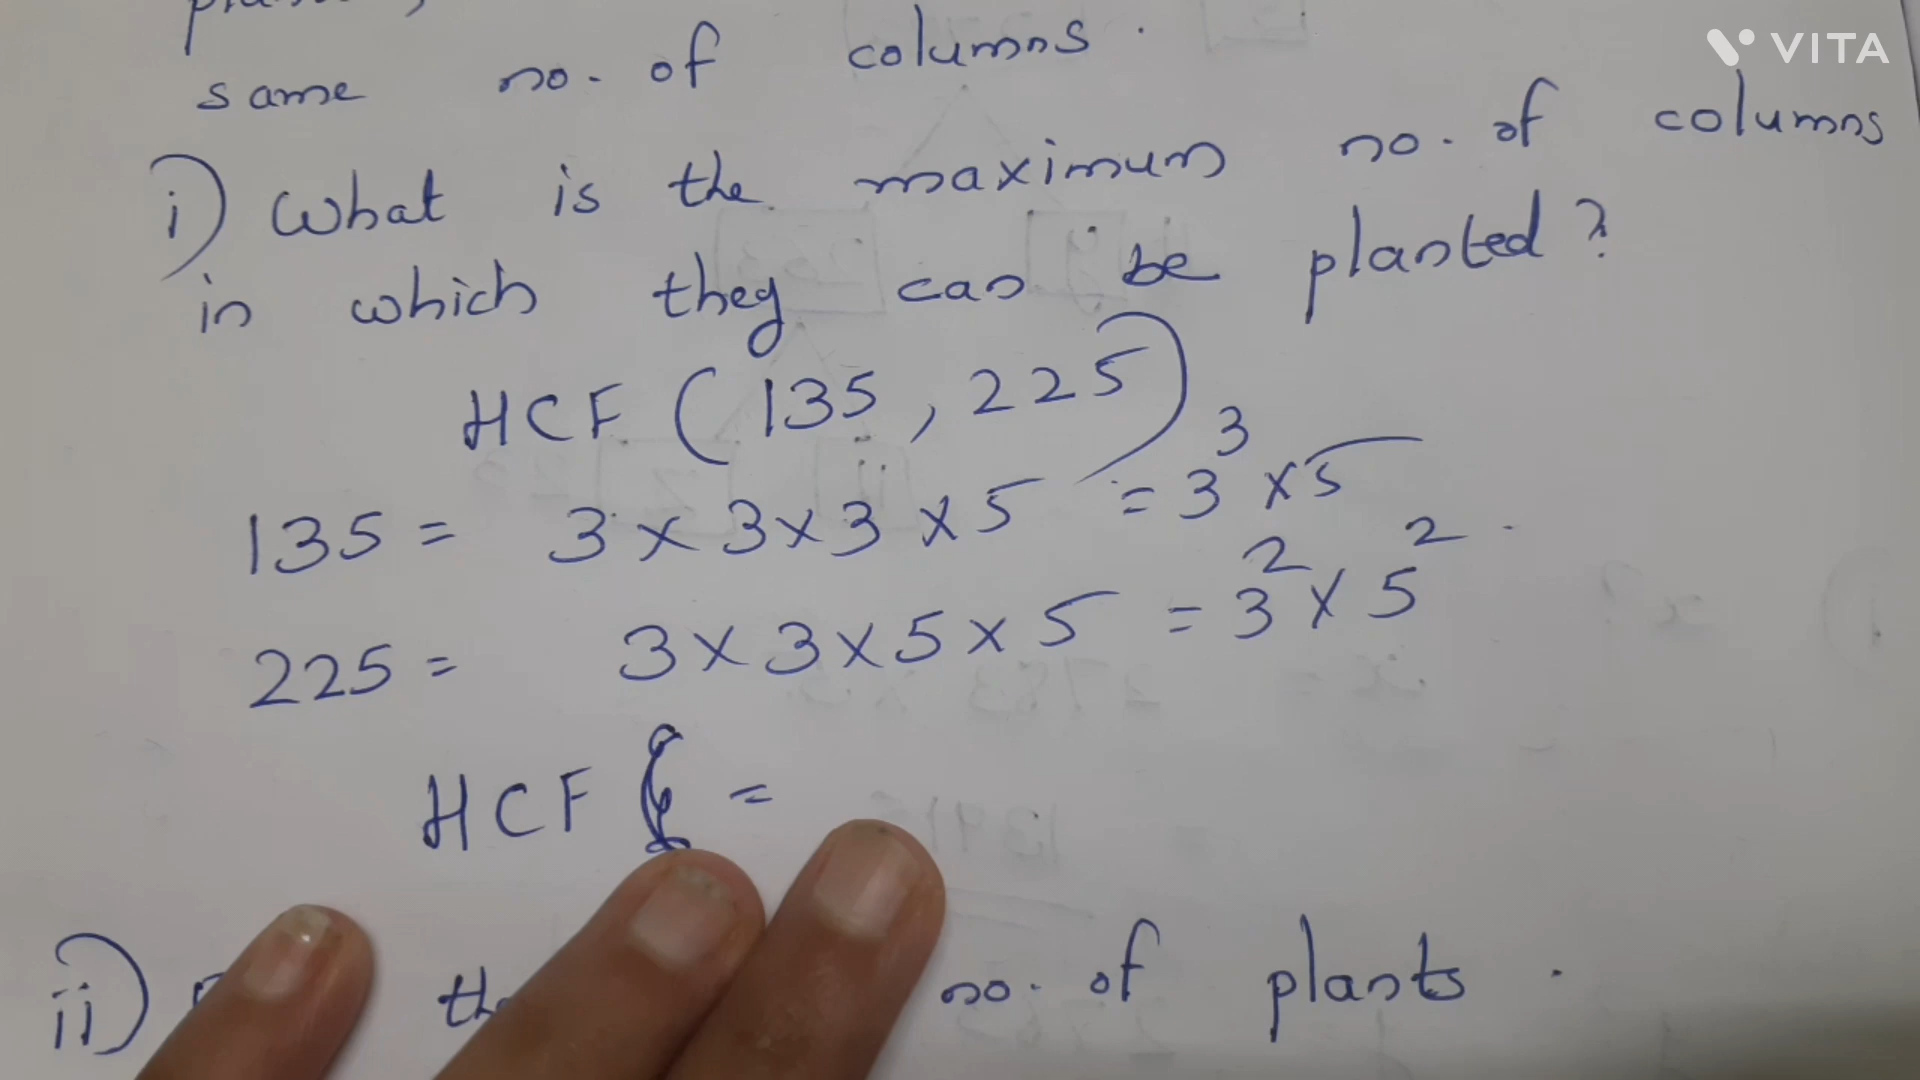 VITA
same no. of columns.
i) What is the maximum no. of columns
in which they can be planted?
HCF (135, 225)
135 = 3 x 3 x 3 x 5 = 3³ x 5
225 = 3 x 3 x 5 x 5 = 3² x 5².
HCF =
ii) no. of plants.